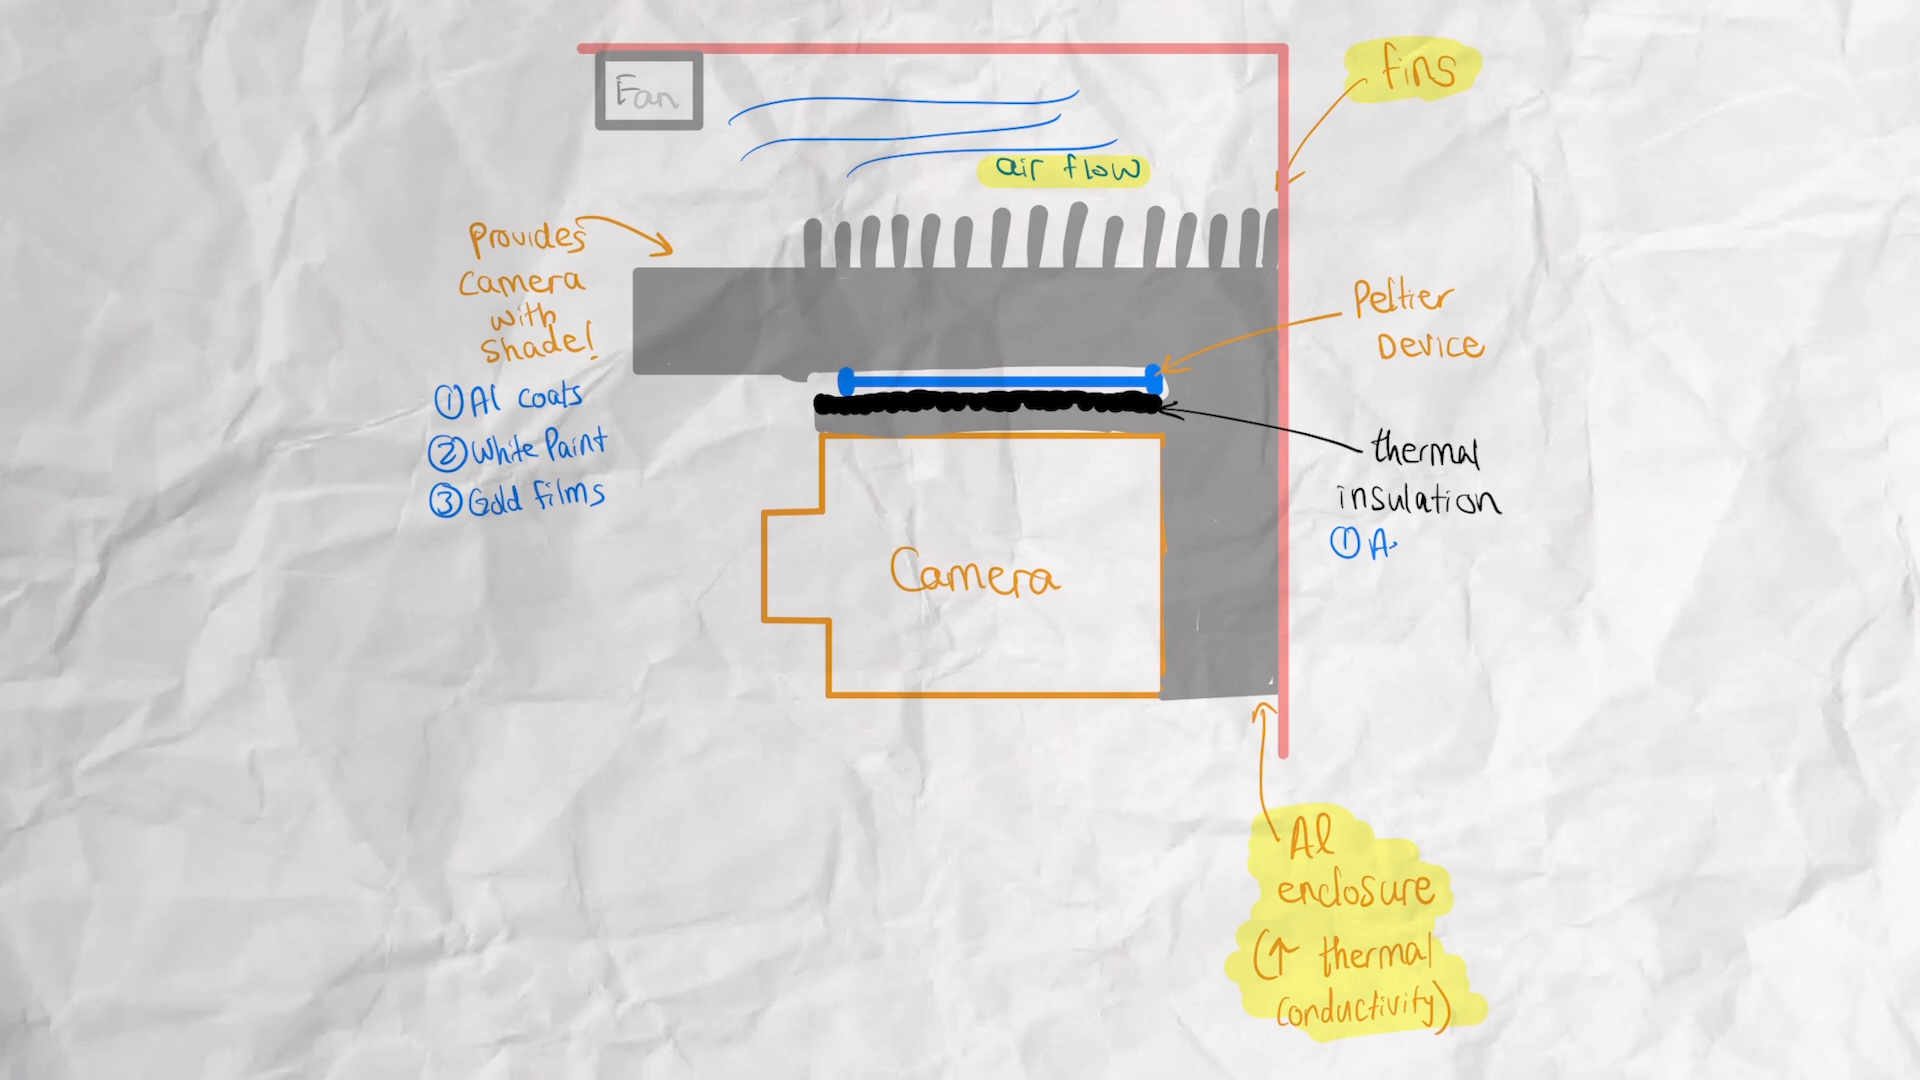 Fan
fins
air flow
Provides
Camera
with
shade!
① Al coats
② White Paint
③ Gold films
Peltier
Device
thermal
insulation
① A
Camera
Al
enclosure
(↑ thermal
conductivity)